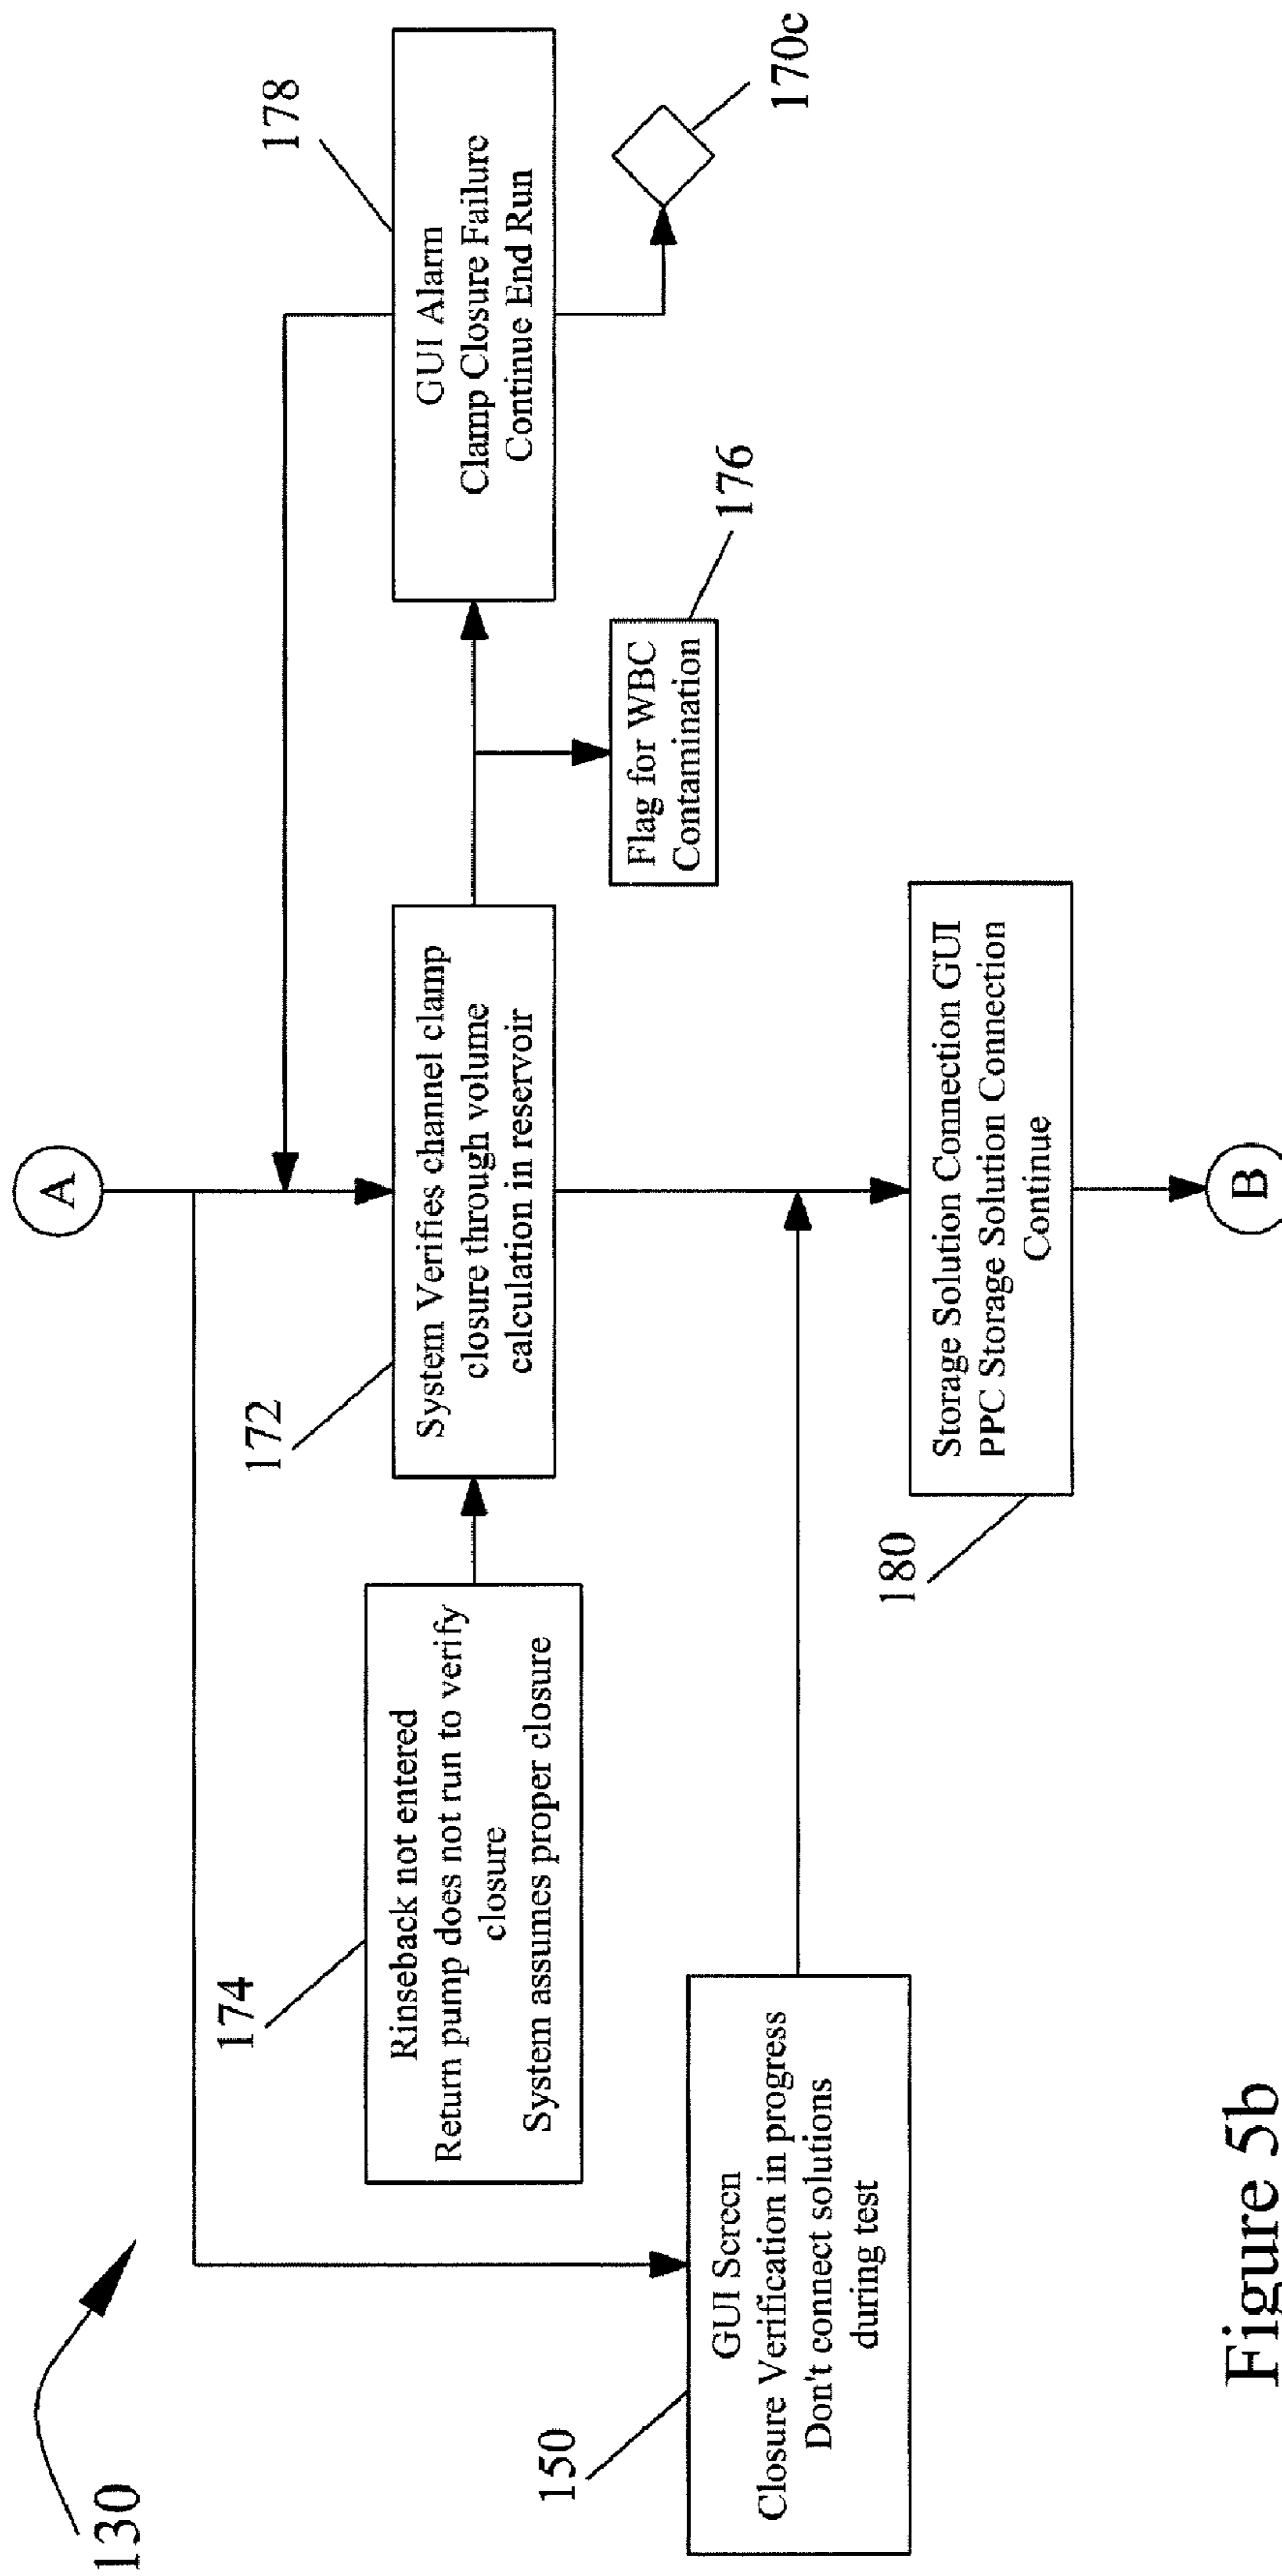 130
A
172
System Verifies channel clamp
closure through volume
calculation in reservoir
174
Rinseback not entered
Return pump does not run to verify
closure
System assumes proper closure
178
GUI Alarm
Clamp Closure Failure
Continue End Run
170c
176
Flag for WBC
Contamination
150
GUI Screen
Closure Verification in progress
Don't connect solutions
during test
180
Storage Solution Connection GUI
PPC Storage Solution Connection
Continue
B
Figure 5b